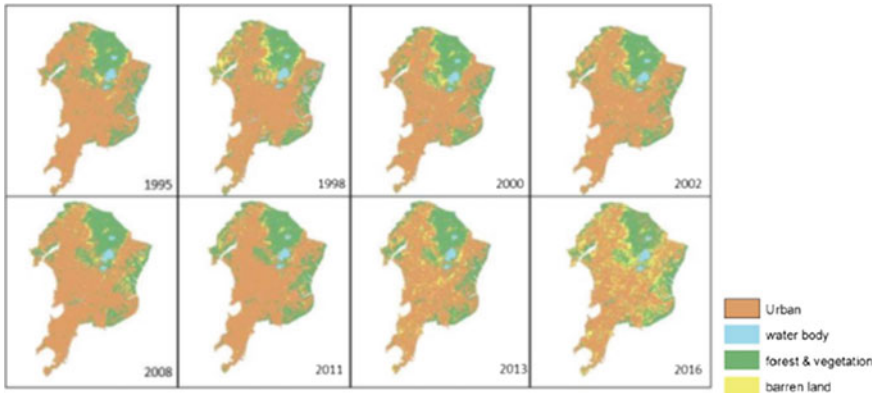 1995
1998
2000
2002
2008
2011
2013
2016
Urban
water body
forest & vegetation
barren land